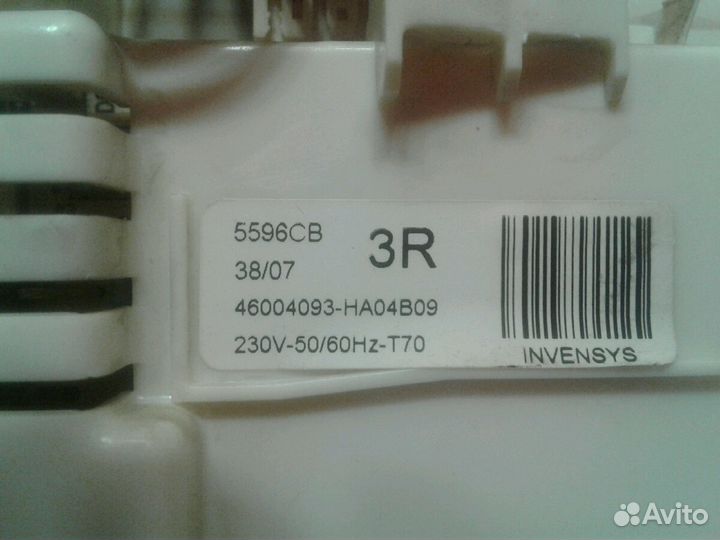 5596CB
3R
38/07
46004093-HA04B09
230V-50/60Hz-T70
INVENSYS
Avito